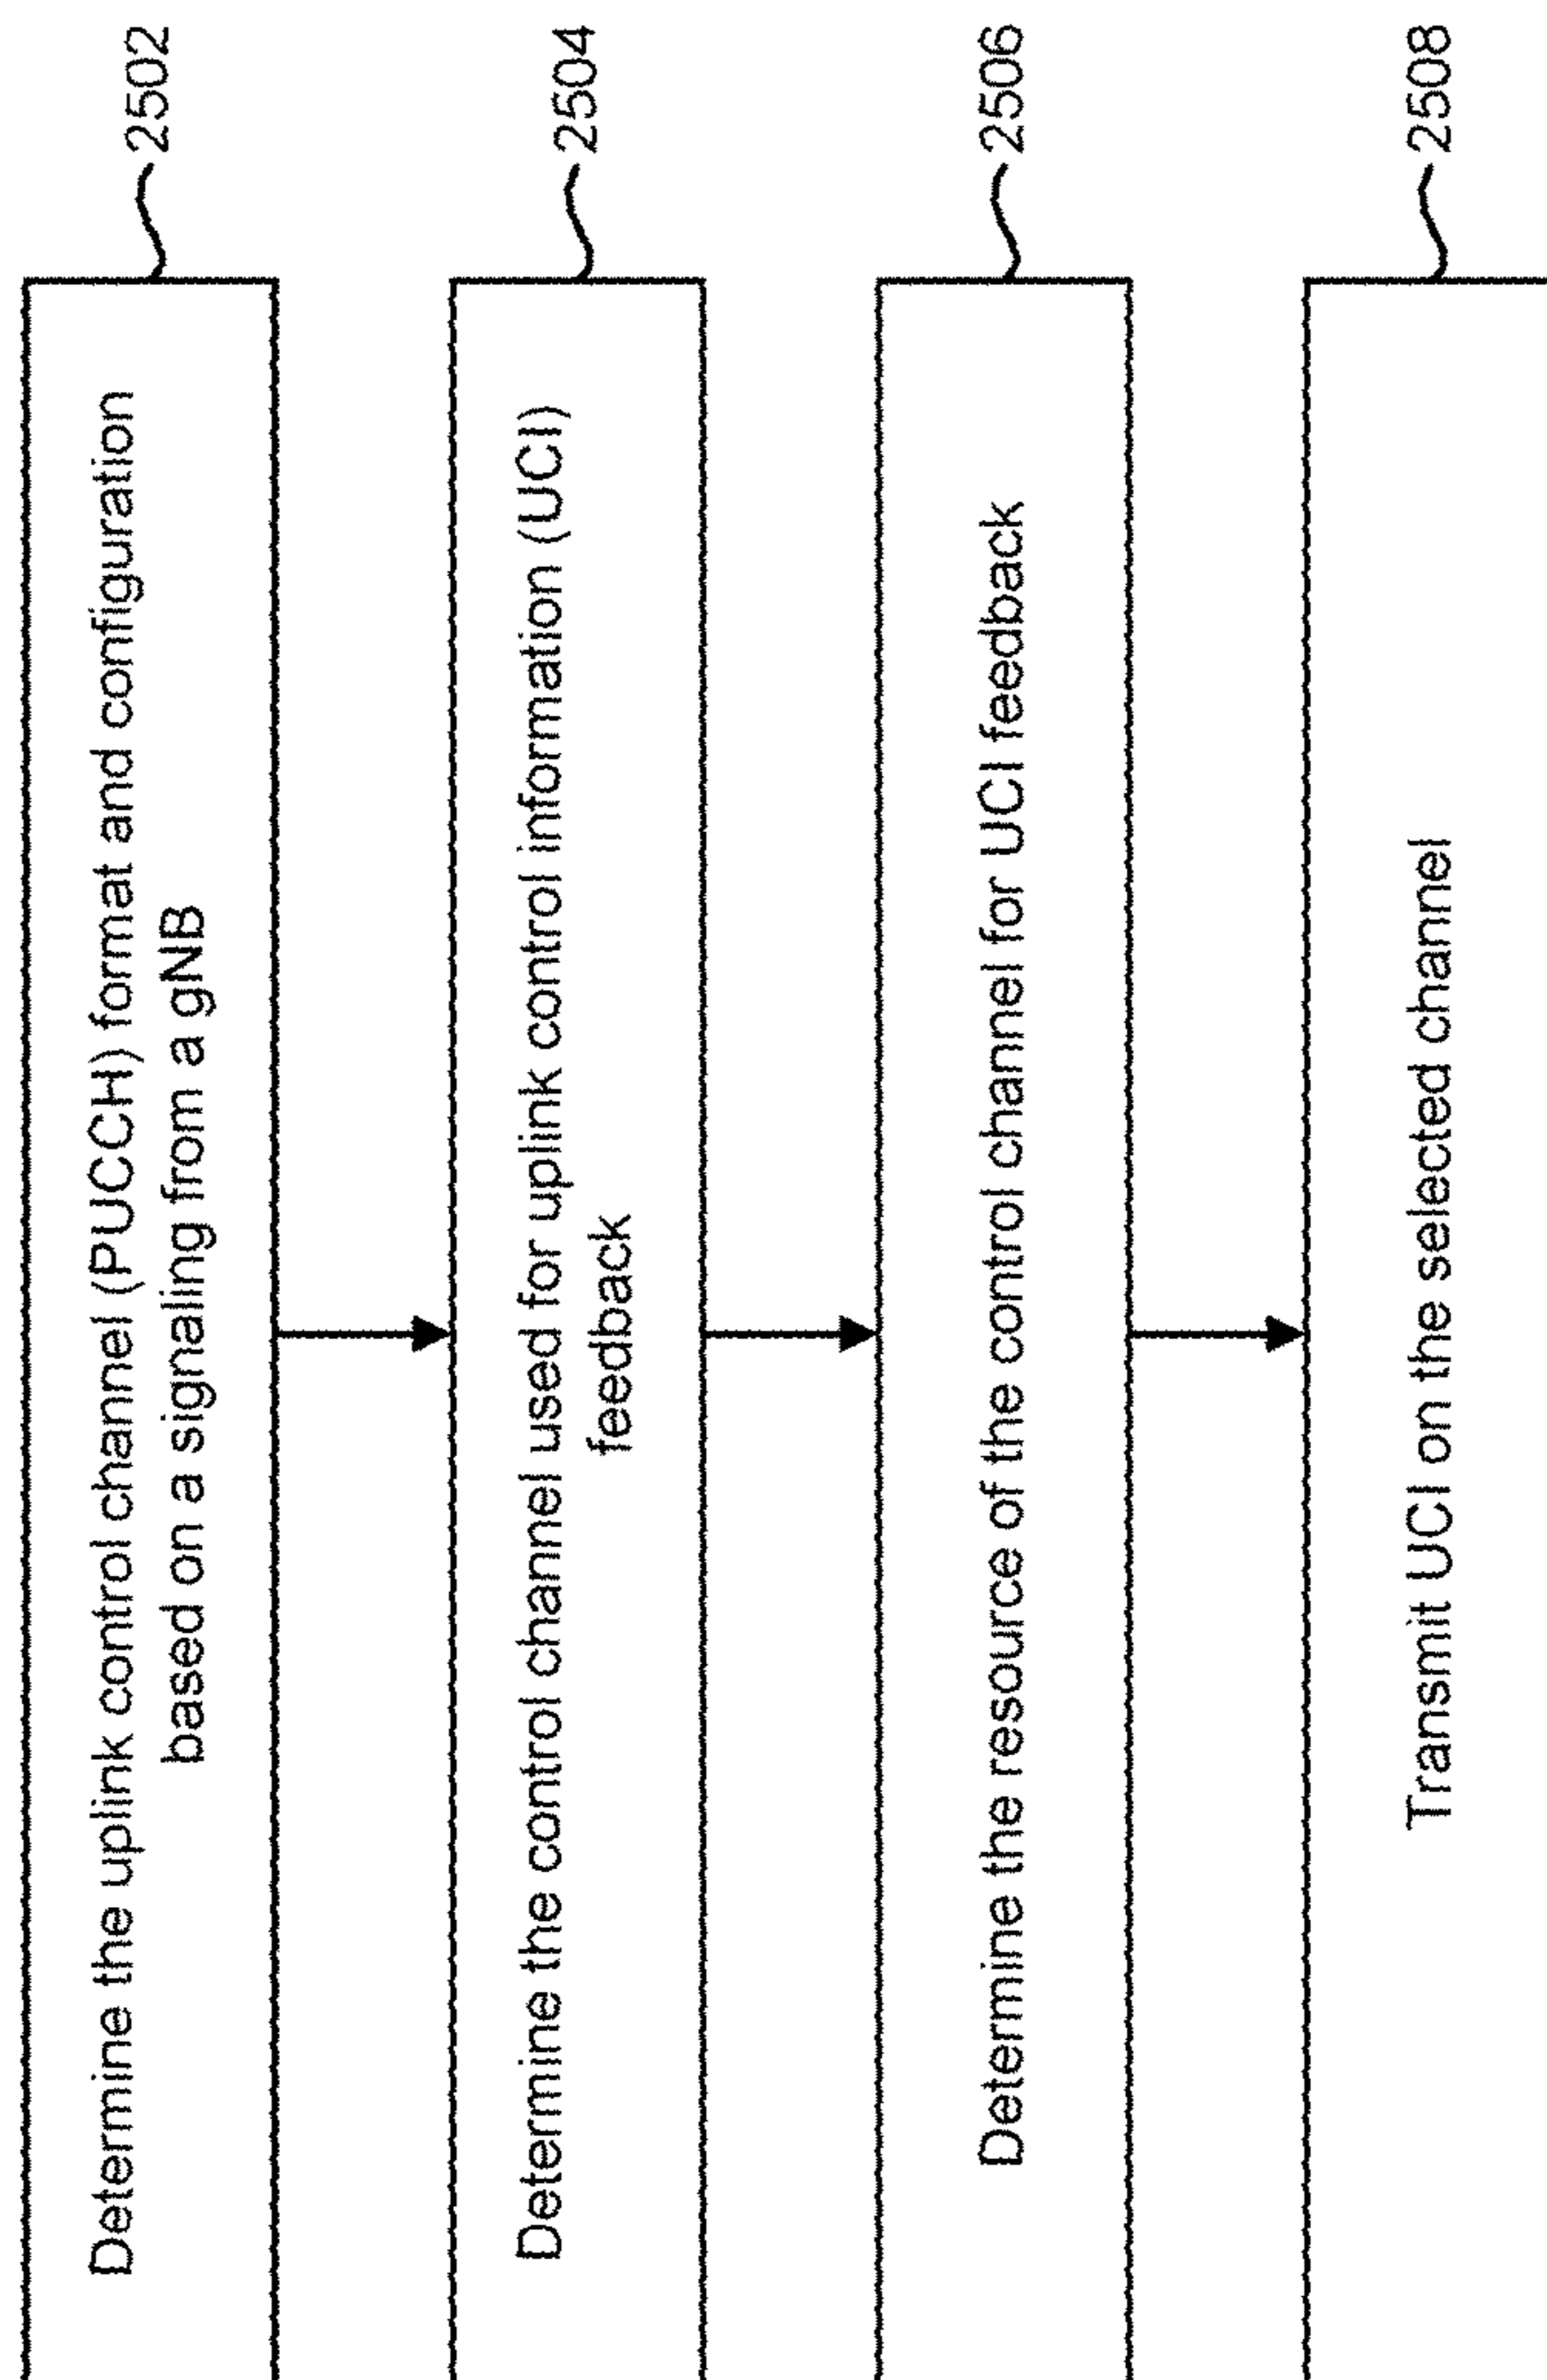 Determine the uplink control channel (PUCCH) format and configuration
based on a signaling from a gNB
2502
Determine the control channel used for uplink control information (UCI)
feedback
2504
Determine the resource of the control channel for UCI feedback
2506
Transmit UCI on the selected channel
2508